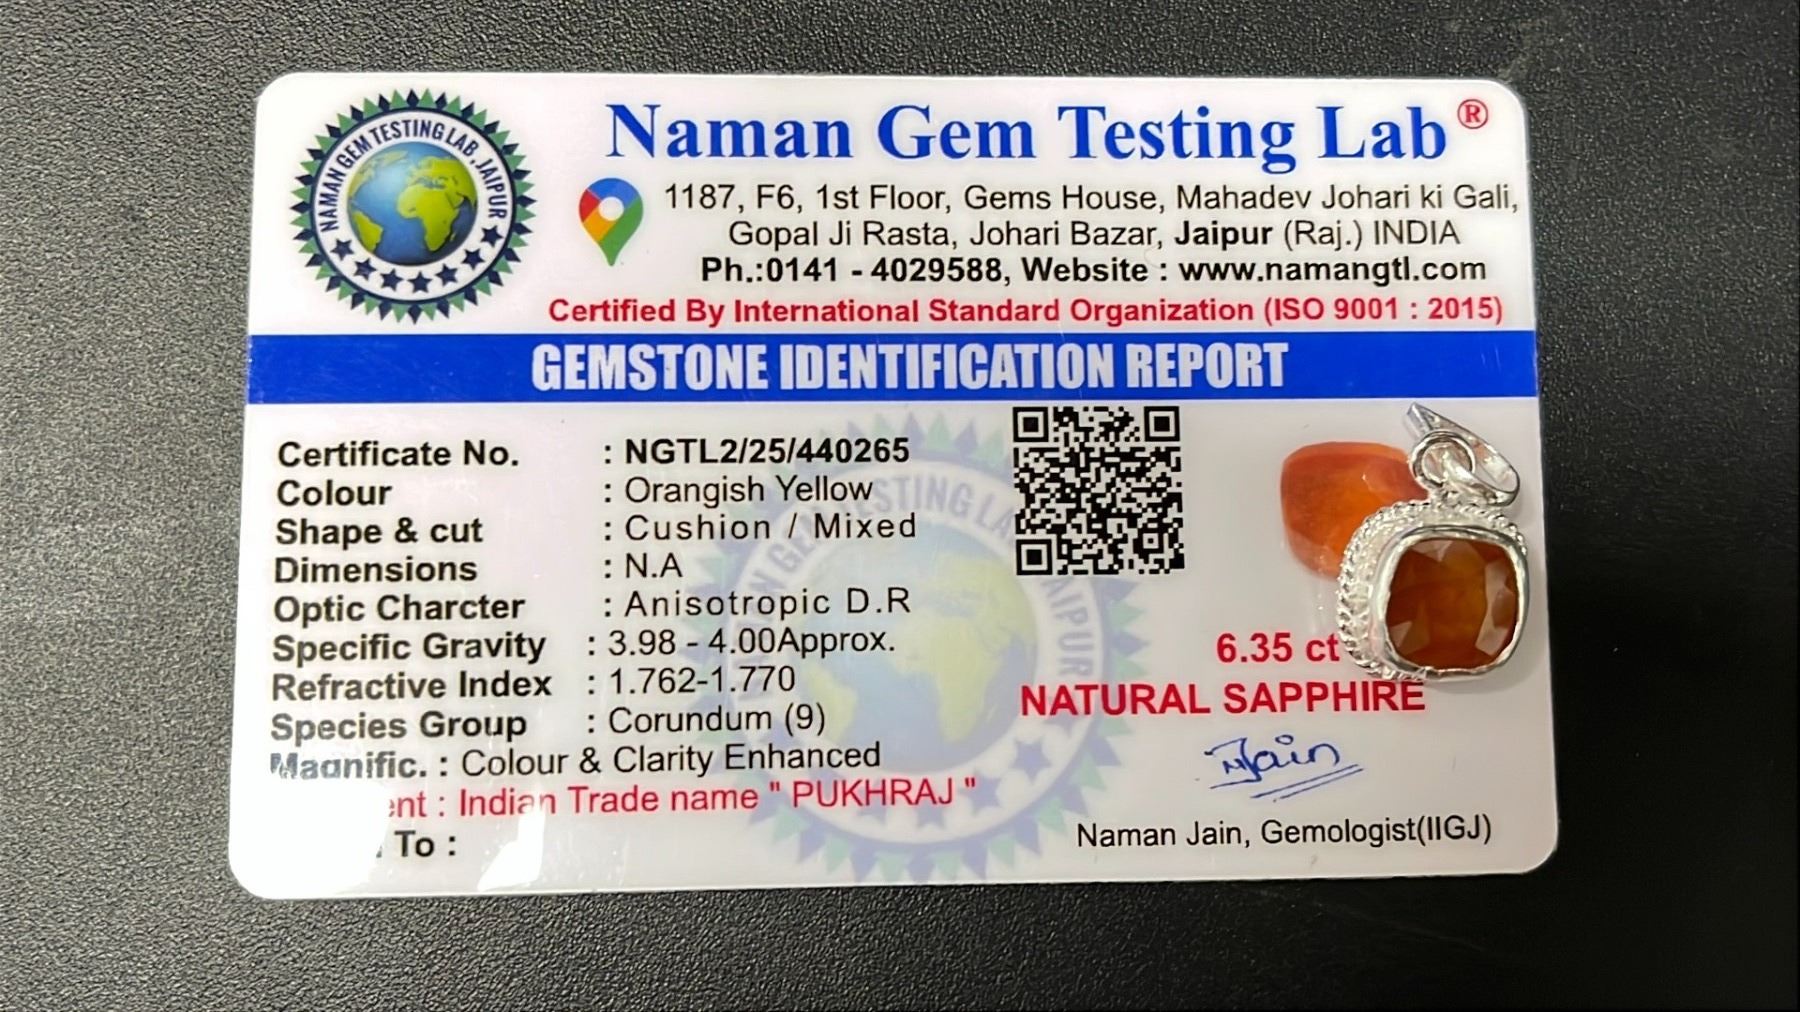 NAMAN GEM TESTING LAB, JAIPUR
Naman Gem Testing Lab®
1187, F6, 1st Floor, Gems House, Mahadev Johari ki Gali,
Gopal Ji Rasta, Johari Bazar, Jaipur (Raj.) INDIA
Ph.:0141 - 4029588, Website : www.namangtl.com
Certified By International Standard Organization (ISO 9001 : 2015)
GEMSTONE IDENTIFICATION REPORT
Certificate No. : NGTL2/25/440265
Colour : Orangish Yellow
Shape & cut : Cushion / Mixed
Dimensions : N.A
Optic Charcter : Anisotropic D.R
Specific Gravity : 3.98 - 4.00Approx.
Refractive Index : 1.762-1.770
Species Group : Corundum (9)
Magnific. : Colour & Clarity Enhanced
: Indian Trade name " PUKHRAJ "
To :
6.35 ct
NATURAL SAPPHIRE
NJain
Naman Jain, Gemologist(IIGJ)